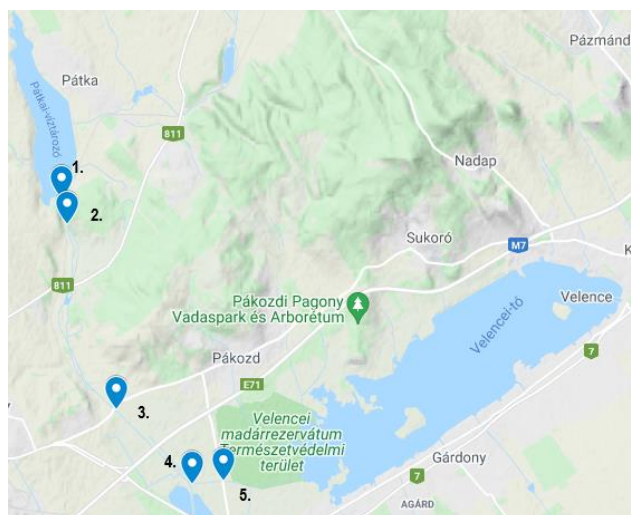 Pázmánd
Pátka
Pátkai-víztározó
811
1.
2.
Nadap
Sukoró
M7
811
Pákozdi Pagony
Vadaspark és Arborétum
Velencei-tó
Velence
7
Pákozd
E71
3.
Velencei
madárrezervátum
Természetvédelmi
terület
4.
5.
Gárdony
7
AGÁRD